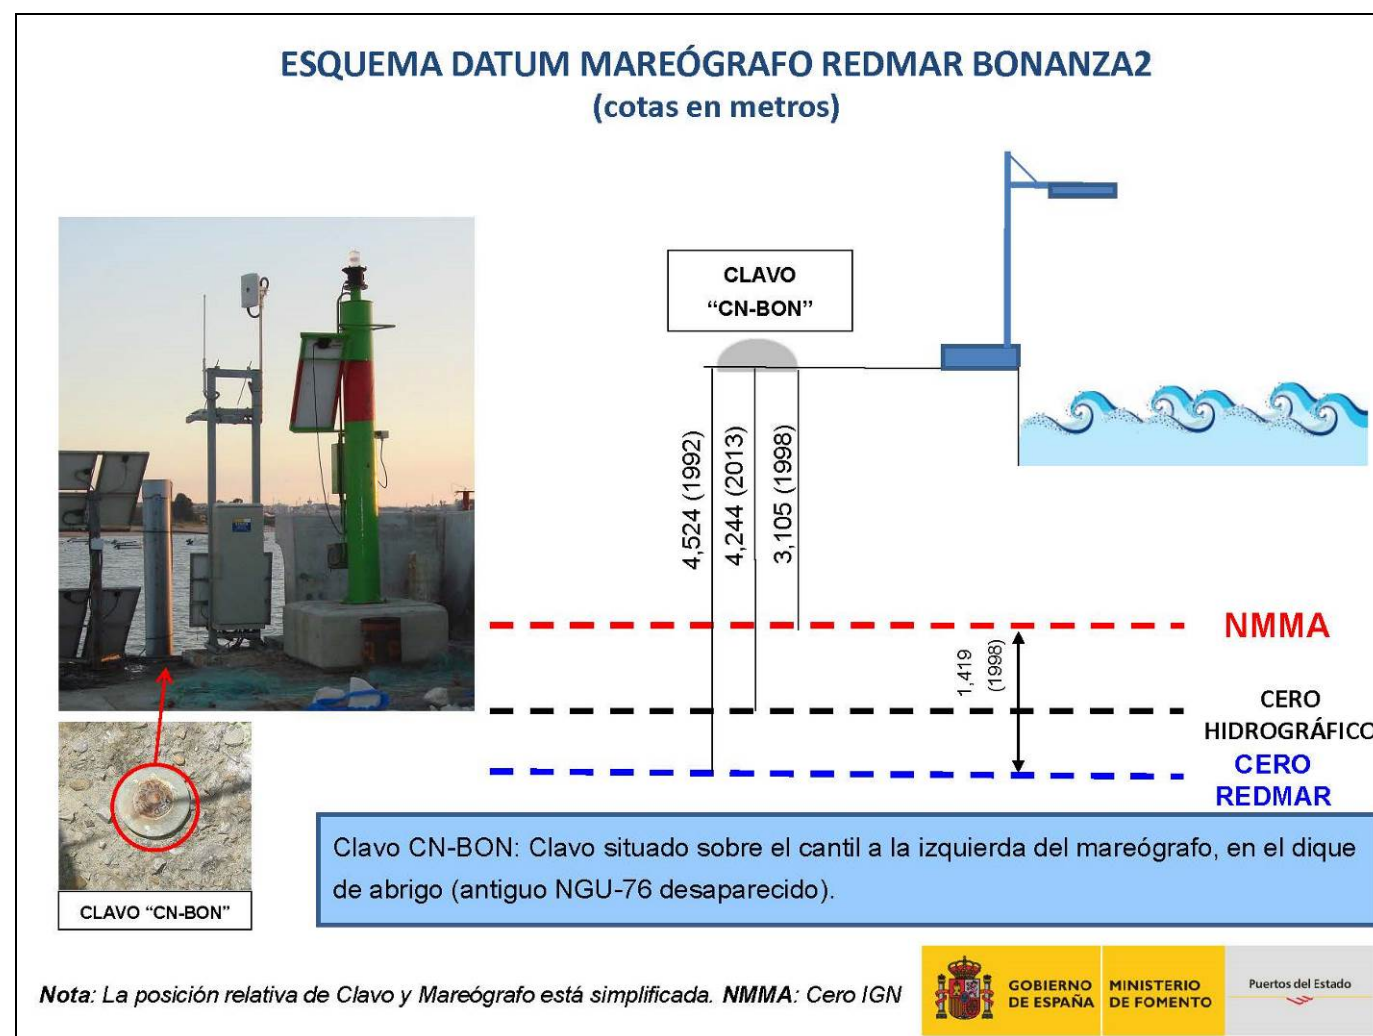 ESQUEMA DATUM MAREÓGRAFO REDMAR BONANZA2
(cotas en metros)
CLAVO
“CN-BON”
4,524 (1992)
4,244 (2013)
3,105 (1998)
NMMA
1,419
(1998)
CERO
HIDROGRÁFICO
CERO
REDMAR
Clavo CN-BON: Clavo situado sobre el cantil a la izquierda del mareógrafo, en el dique
de abrigo (antiguo NGU-76 desaparecido).
CLAVO “CN-BON”
Nota: La posición relativa de Clavo y Mareógrafo está simplificada. NMMA: Cero IGN
GOBIERNO
DE ESPAÑA
MINISTERIO
DE FOMENTO
Puertos del Estado